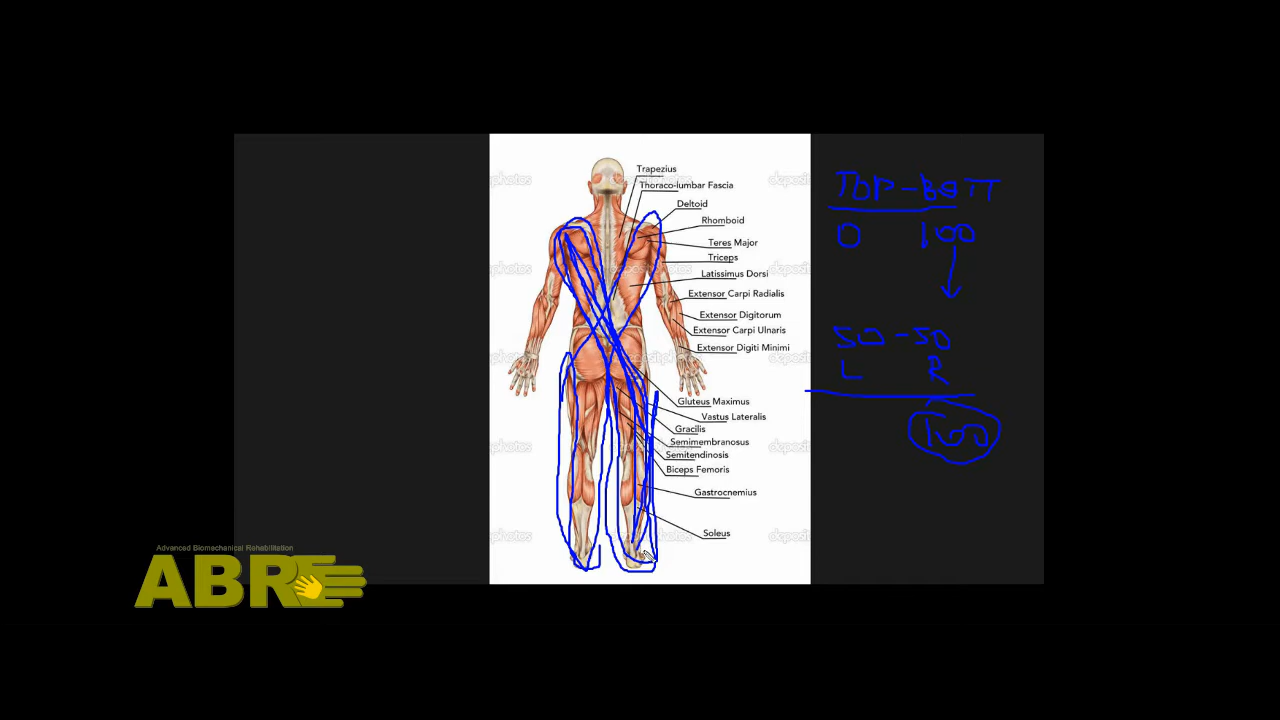 Trapezius
Thoraco-lumbar Fascia
Deltoid
Rhomboid
Teres Major
Triceps
Latissimus Dorsi
Extensor Carpi Radialis
Extensor Digitorum
Extensor Carpi Ulnaris
Extensor Digiti Minimi
Gluteus Maximus
Vastus Lateralis
Gracilis
Semimembranosus
Semitendinosis
Biceps Femoris
Gastrocnemius
Soleus
TOP-BOTT
0 100
50-50
L R
100
Advanced Biomechanical Rehabilitation
ABR